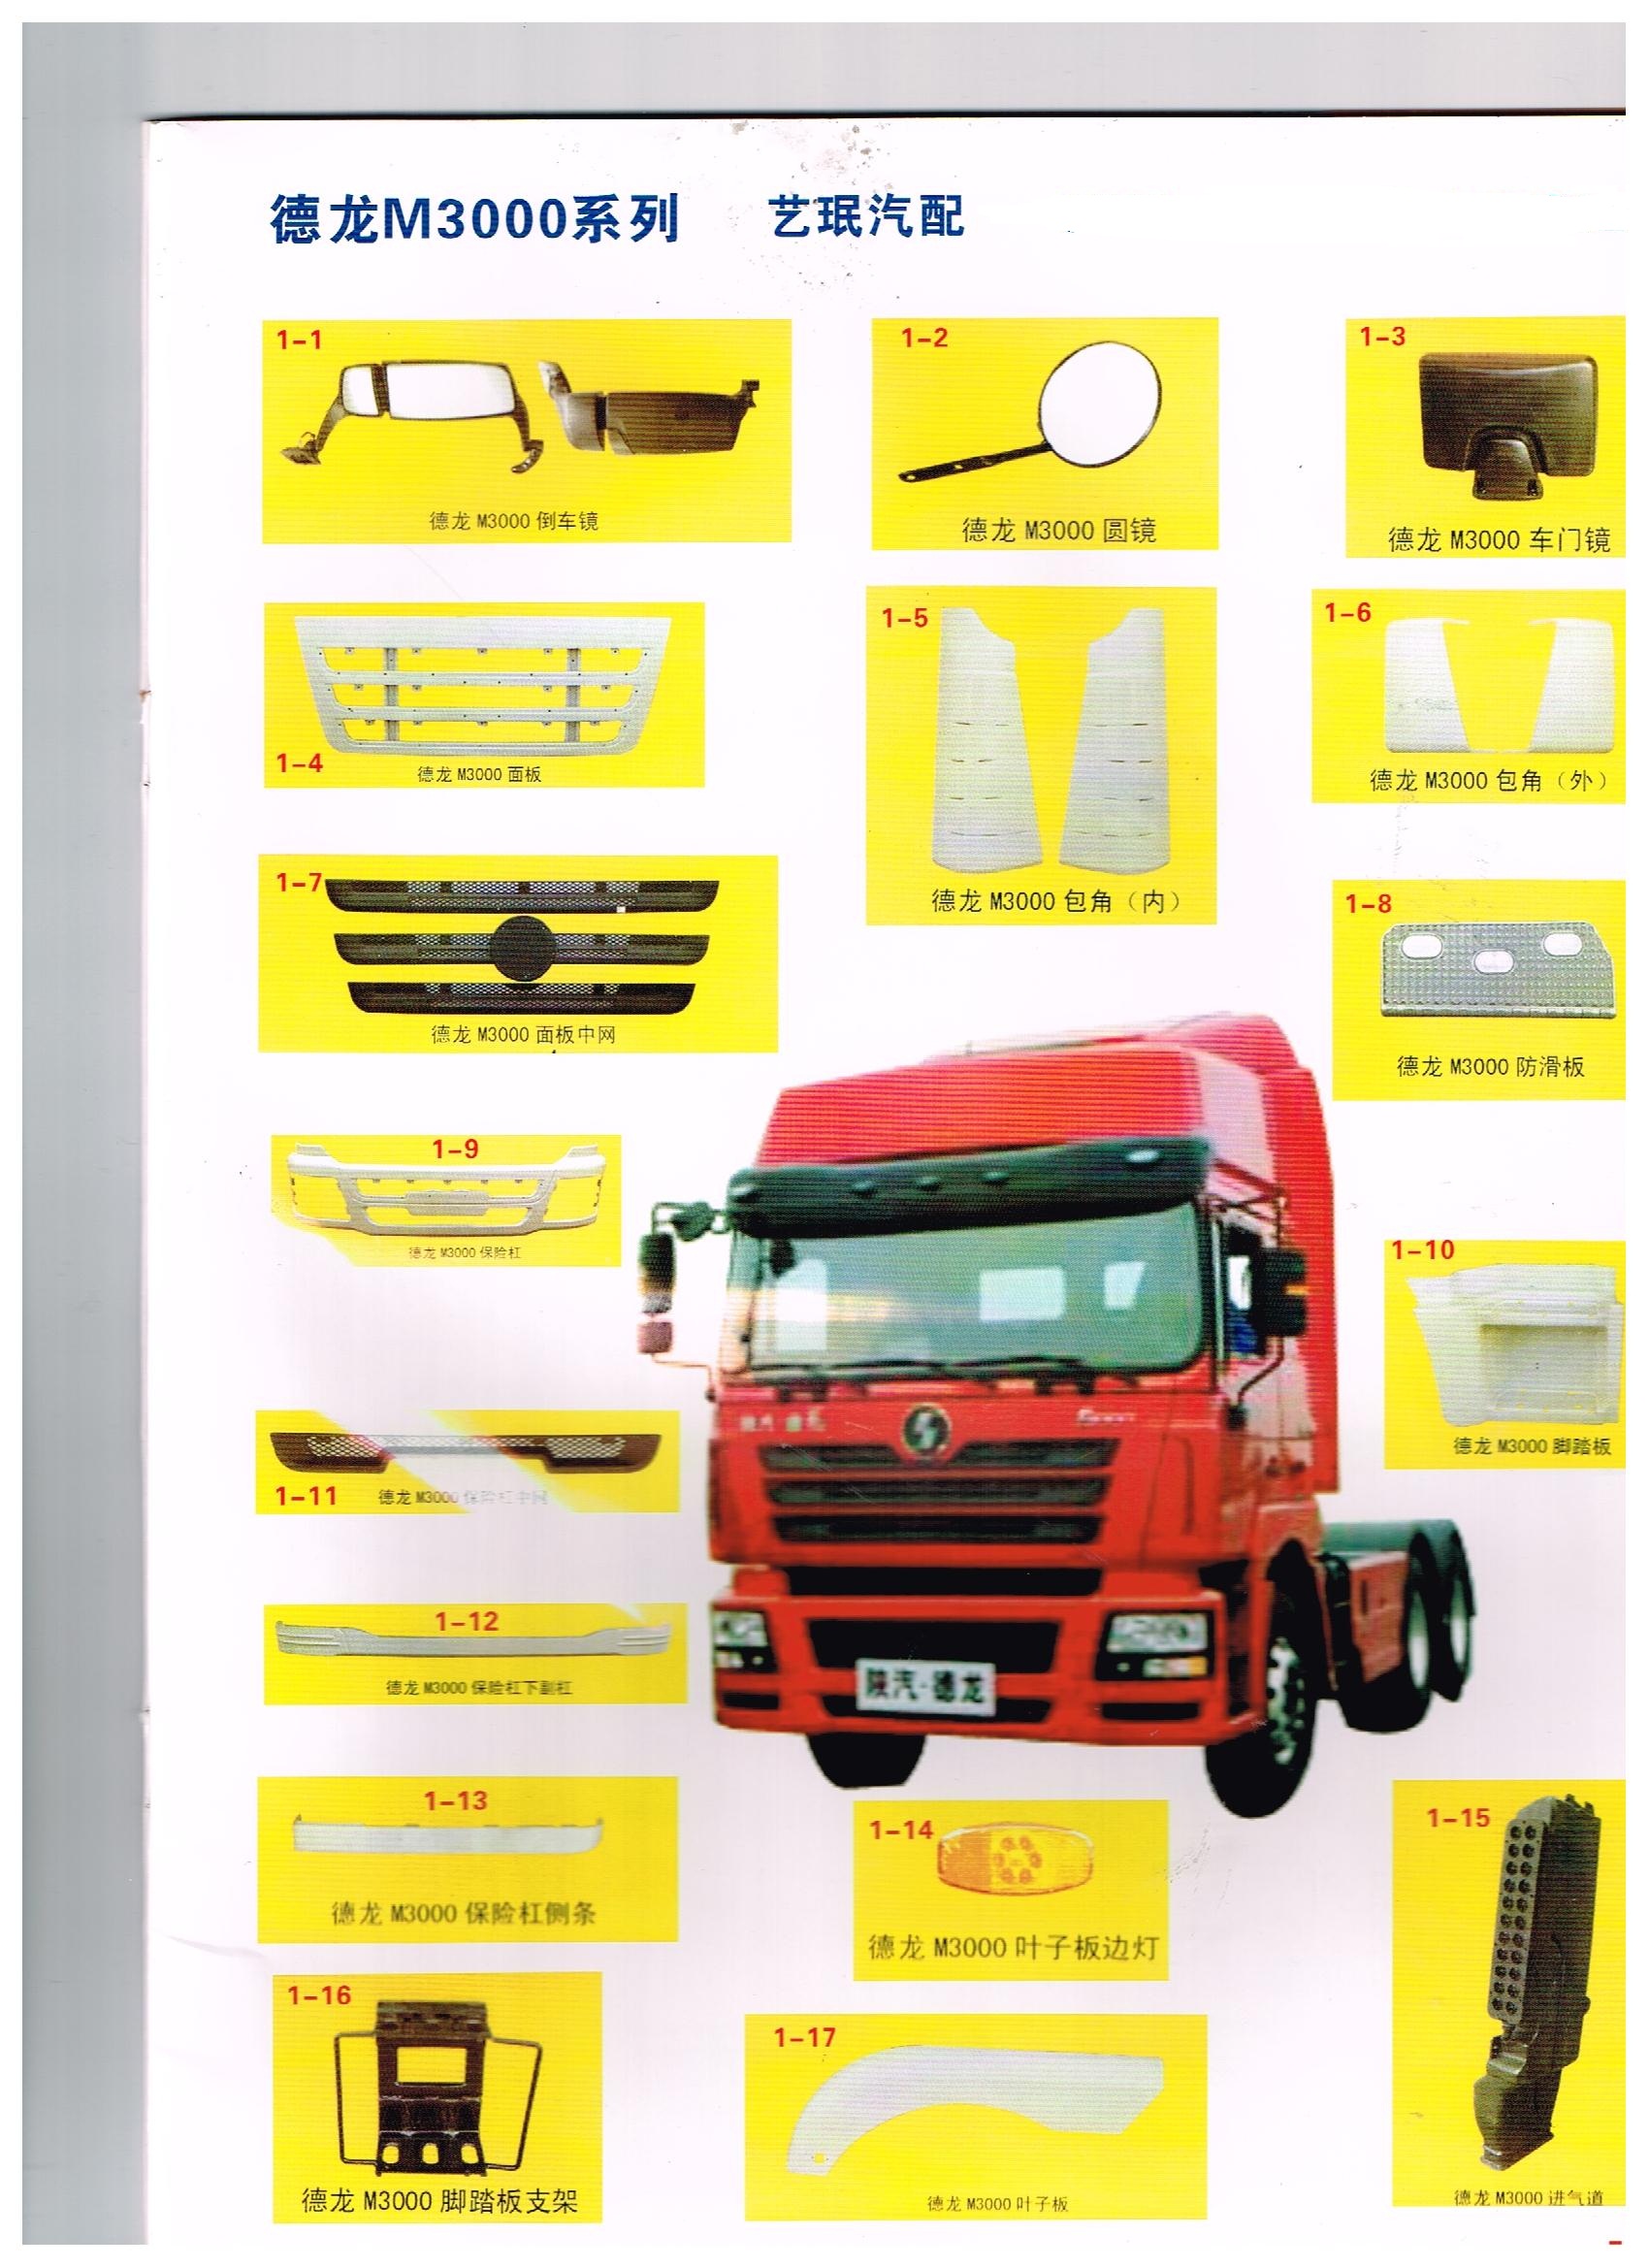 德龙M3000系列 艺珉汽配
1-1
德龙 M3000 倒车镜
1-2
德龙 M3000 圆镜
1-3
德龙 M3000 车门镜
1-4
德龙 M3000 面板
1-5
德龙 M3000 包角（内）
1-6
德龙 M3000 包角（外）
1-7
德龙 M3000 面板中网
1-8
德龙 M3000 防滑板
1-9
德龙 M3000 保险杠
1-10
德龙 M3000 脚踏板
1-11
德龙 M3000 保险杠中网
陕汽·德龙
1-12
德龙 M3000 保险杠下副杠
1-13
德龙 M3000 保险杠侧条
1-14
德龙 M3000 叶子板边灯
1-15
德龙 M3000 进气道
1-16
德龙 M3000 脚踏板支架
1-17
德龙 M3000 叶子板